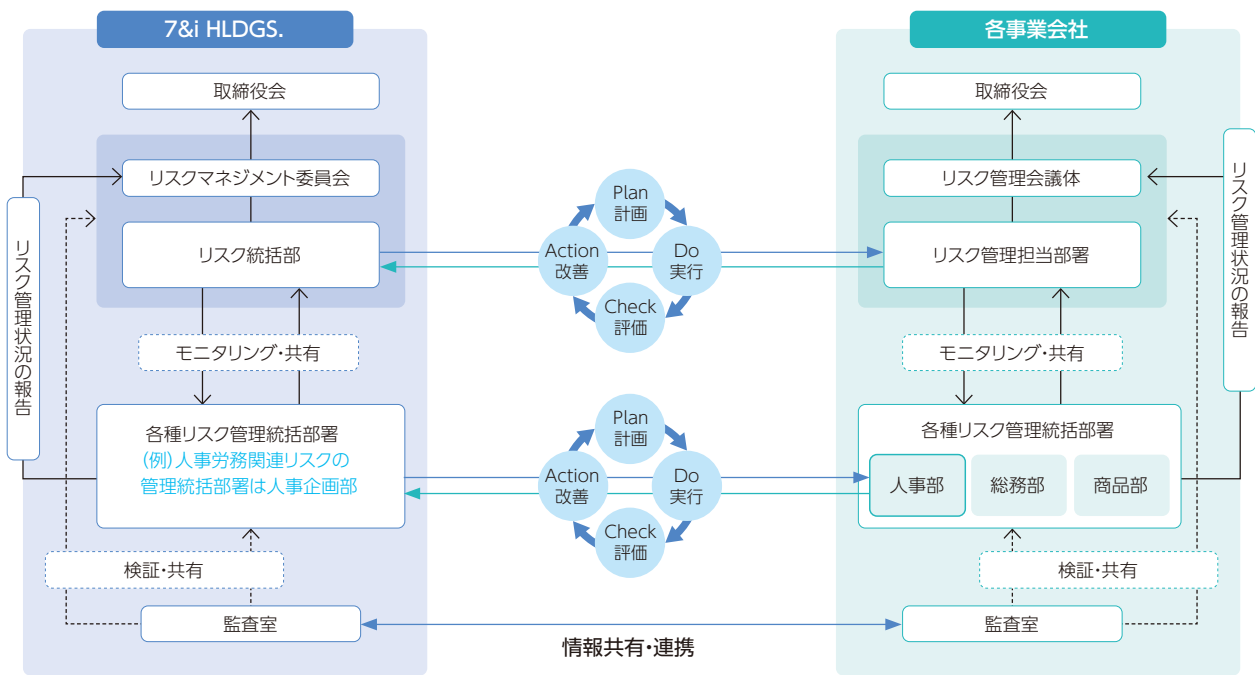 7&i HLDGS.
取締役会
リスクマネジメント委員会
リスク統括部
モニタリング・共有
リスク管理状況の報告
各種リスク管理統括部署
(例)人事労務関連リスクの
管理統括部署は人事企画部
検証・共有
監査室
Plan
計画
Do
実行
Check
評価
Action
改善
Plan
計画
Do
実行
Check
評価
Action
改善
情報共有・連携
各事業会社
取締役会
リスク管理会議体
リスク管理担当部署
モニタリング・共有
リスク管理状況の報告
各種リスク管理統括部署
人事部
総務部
商品部
検証・共有
監査室